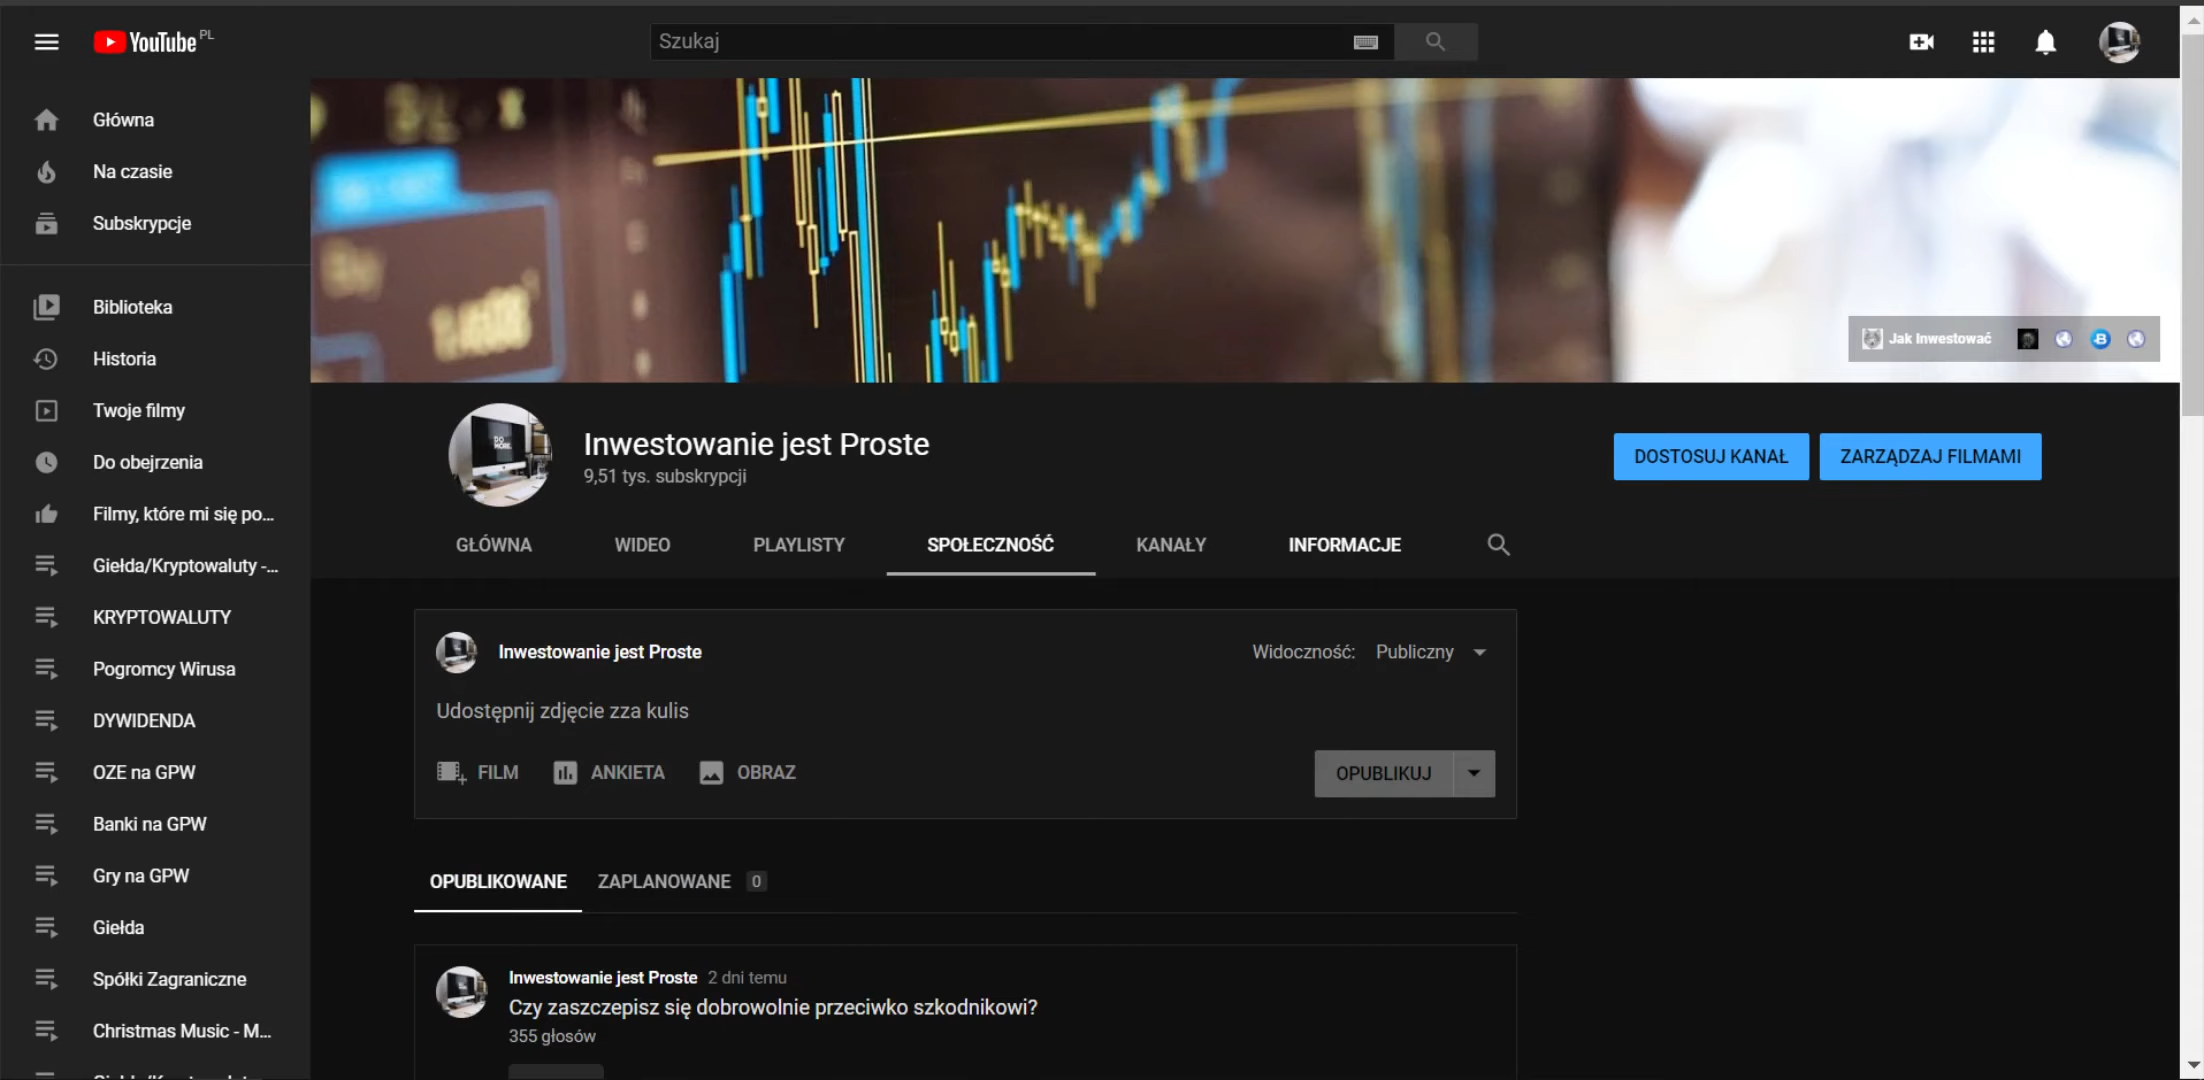 YouTube PL
Szukaj
Główna
Na czasie
Subskrypcje
Biblioteka
Historia
Twoje filmy
Do obejrzenia
Filmy, które mi się po...
Giełda/Kryptowaluty -...
KRYPTOWALUTY
Pogromcy Wirusa
DYWIDENDA
OZE na GPW
Banki na GPW
Gry na GPW
Giełda
Spółki Zagraniczne
Christmas Music - M...
Jak Inwestować
DO
MORE.
Inwestowanie jest Proste
9,51 tys. subskrypcji
DOSTOSUJ KANAŁ
ZARZĄDZAJ FILMAMI
GŁÓWNA
WIDEO
PLAYLISTY
SPOŁECZNOŚĆ
KANAŁY
INFORMACJE
Inwestowanie jest Proste
Widoczność: Publiczny
Udostępnij zdjęcie zza kulis
FILM
ANKIETA
OBRAZ
OPUBLIKUJ
OPUBLIKOWANE
ZAPLANOWANE 0
Inwestowanie jest Proste 2 dni temu
Czy zaszczepisz się dobrowolnie przeciwko szkodnikowi?
355 głosów